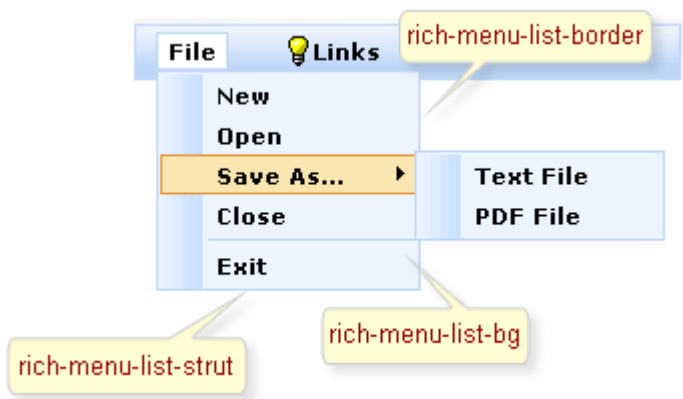 File Links rich-menu-list-border
New
Open
Save As... Text File
Close PDF File
Exit
rich-menu-list-bg
rich-menu-list-strut